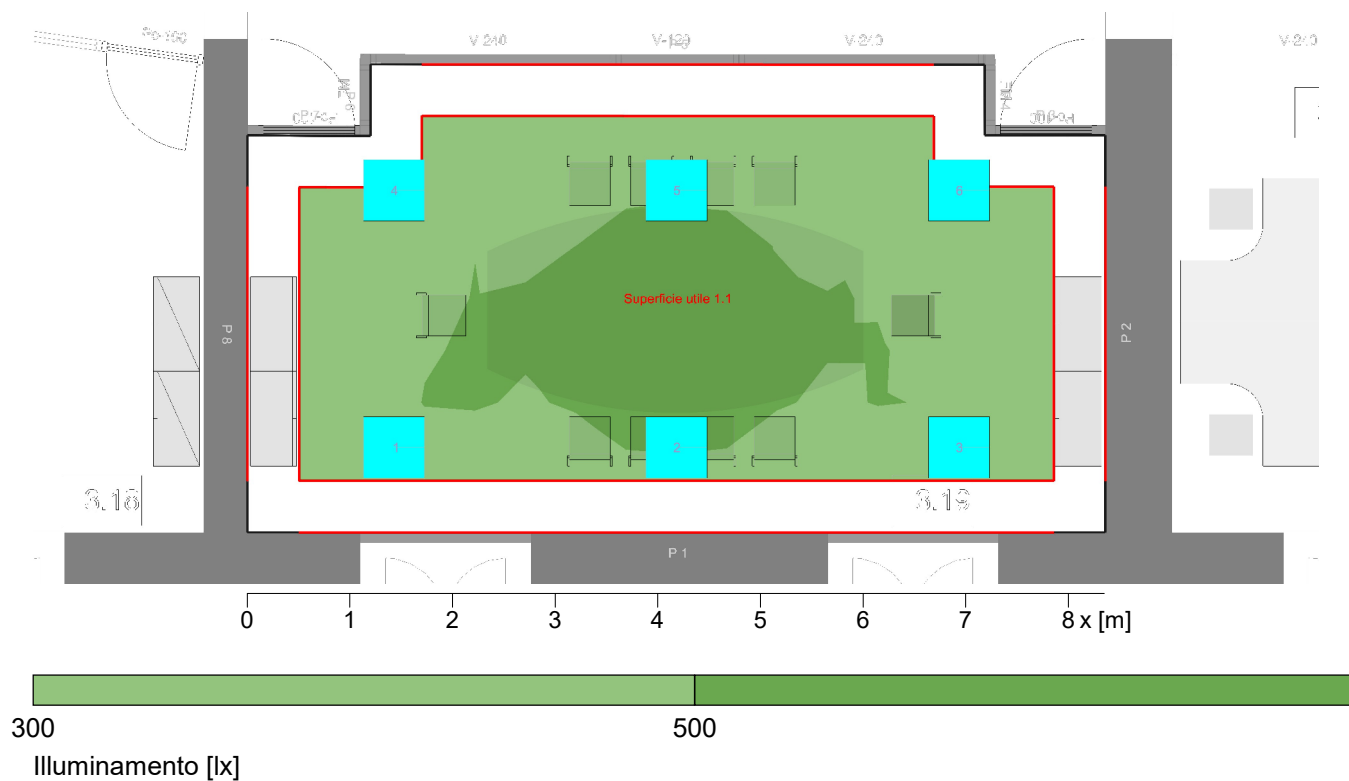 V-240
V-120
V-240
V-240
4
5
6
Superficie utile 1.1
P 8
P 2
1
2
3
3.18
3.19
P 1
0 1 2 3 4 5 6 7 8 x [m]
300
500
Illuminamento [lx]